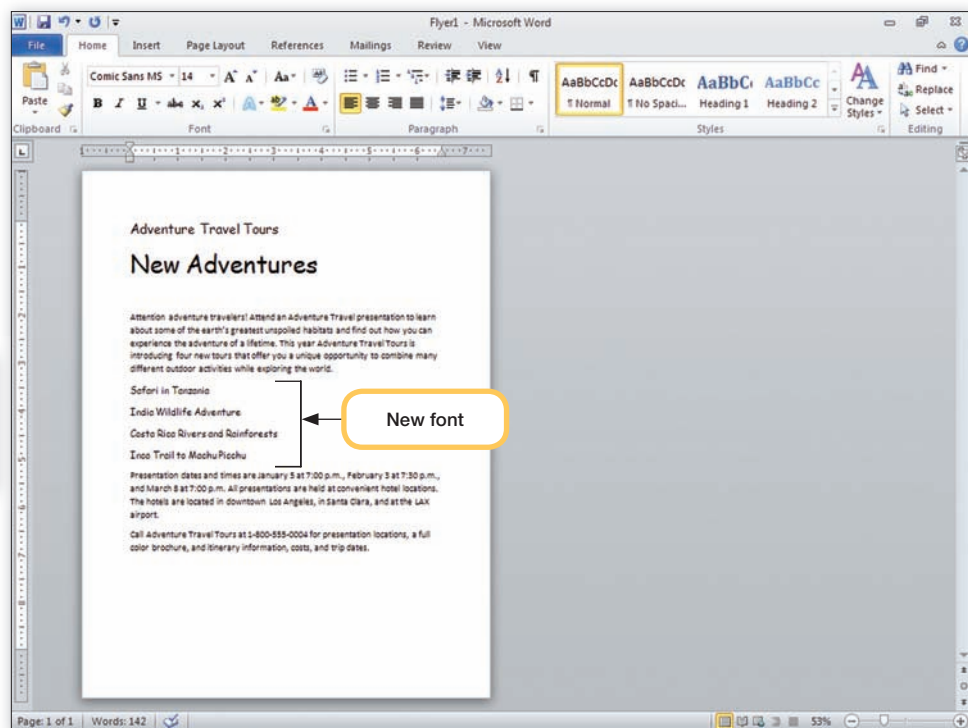 Flyer1 - Microsoft Word
File Home Insert Page Layout References Mailings Review View
Paste
Clipboard
Comic Sans MS 14 A A Aa
B I U abc x, x² A A
Font
Paragraph
AaBbCcDc AaBbCcDc AaBbC AaBbCc
¶ Normal ¶ No Spaci... Heading 1 Heading 2
Change Styles
Styles
Find
Replace
Select
Editing
Adventure Travel Tours
New Adventures
Attention adventure travelers! Attend an Adventure Travel presentation to learn
about some of the earth's greatest unspoiled habitats and find out how you can
experience the adventure of a lifetime. This year Adventure Travel Tours is
introducing four new tours that offer you a unique opportunity to combine many
different outdoor activities while exploring the world.
Safari in Tanzania
India Wildlife Adventure
Costa Rica Rivers and Rainforests
Inca Trail to Machu Picchu
New font
Presentation dates and times are January 5 at 7:00 p.m., February 3 at 7:30 p.m.,
and March 8 at 7:00 p.m. All presentations are held at convenient hotel locations.
The hotels are located in downtown Los Angeles, in Santa Clara, and at the LAX
airport.
Call Adventure Travel Tours at 1-800-555-0004 for presentation locations, a full
color brochure, and itinerary information, costs, and trip dates.
Page: 1 of 1 Words: 142 53%